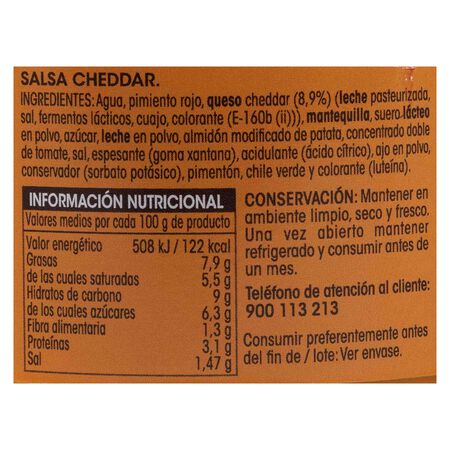 SALSA CHEDDAR.
INGREDIENTES: Agua, pimiento rojo, queso cheddar (8,9%) (leche pasteurizada,
sal, fermentos lácticos, cuajo, colorante (E-160b (ii))), mantequilla, suero lácteo
en polvo, azúcar, leche en polvo, almidón modificado de patata, concentrado doble
de tomate, sal, espesante (goma xantana), acidulante (ácido cítrico), ajo en polvo,
conservador (sorbato potásico), pimentón, chile verde y colorante (luteína).
INFORMACIÓN NUTRICIONAL
Valores medios por cada 100 g de producto
Valor energético 508 kJ / 122 kcal
Grasas 7,9 g
de las cuales saturadas 5,5 g
Hidratos de carbono 9 g
de los cuales azúcares 6,3 g
Fibra alimentaria 1,3 g
Proteínas 3,1 g
Sal 1,47 g
CONSERVACIÓN: Mantener en
ambiente limpio, seco y fresco.
Una vez abierto mantener
refrigerado y consumir antes de
un mes.
Teléfono de atención al cliente:
900 113 213
Consumir preferentemente antes
del fin de / lote: Ver envase.